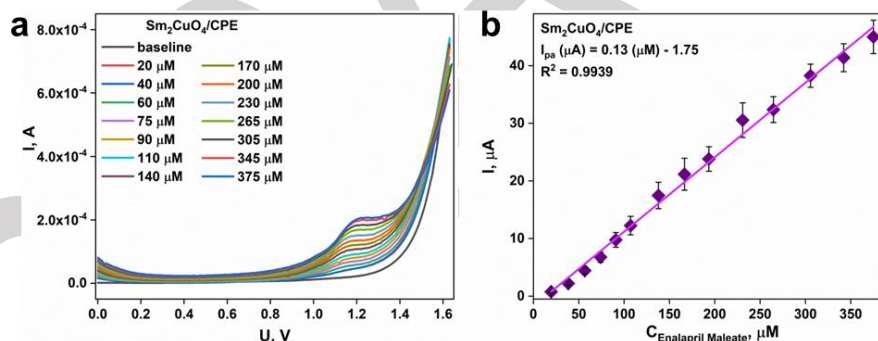 a
Sm₂CuO₄/CPE
baseline
20 μM
40 μM
60 μM
75 μM
90 μM
110 μM
140 μM
170 μM
200 μM
230 μM
265 μM
305 μM
345 μM
375 μM
8.0x10⁻⁴
6.0x10⁻⁴
4.0x10⁻⁴
2.0x10⁻⁴
0.0
I, A
0.0 0.2 0.4 0.6 0.8 1.0 1.2 1.4 1.6
U, V
b
Sm₂CuO₄/CPE
Iₚₐ (μA) = 0.13 (μM) - 1.75
R² = 0.9939
40
30
20
10
0
I, μA
0 50 100 150 200 250 300 350
C Enalapril Maleate, μM